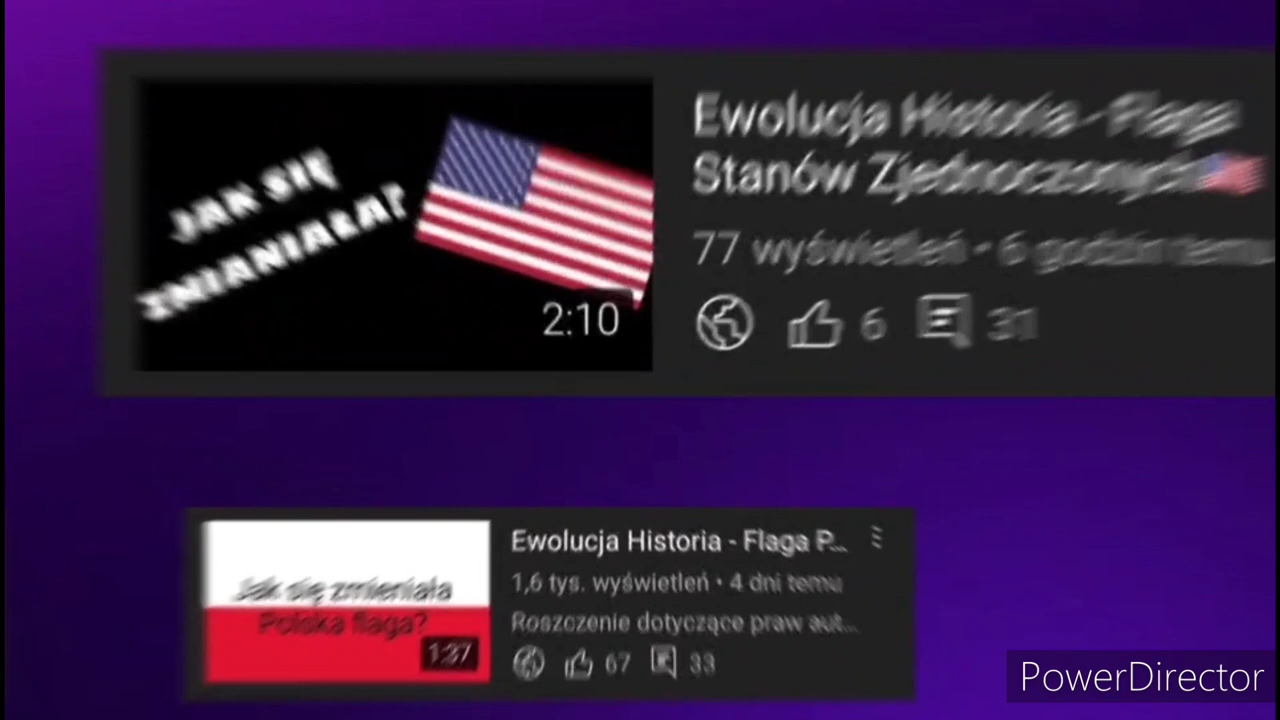 JAK SIĘ
ZNIANIAŁA?
2:10
Ewolucja Historia - Flaga
Stanów Zjednoczonych🇺🇸
77 wyświetleń • 6 godzin temu
6 31
Jak się zmieniała
Polska flaga?
1:37
Ewolucja Historia - Flaga P...
1,6 tys. wyświetleń • 4 dni temu
Roszczenie dotyczące praw aut...
67 33
PowerDirector